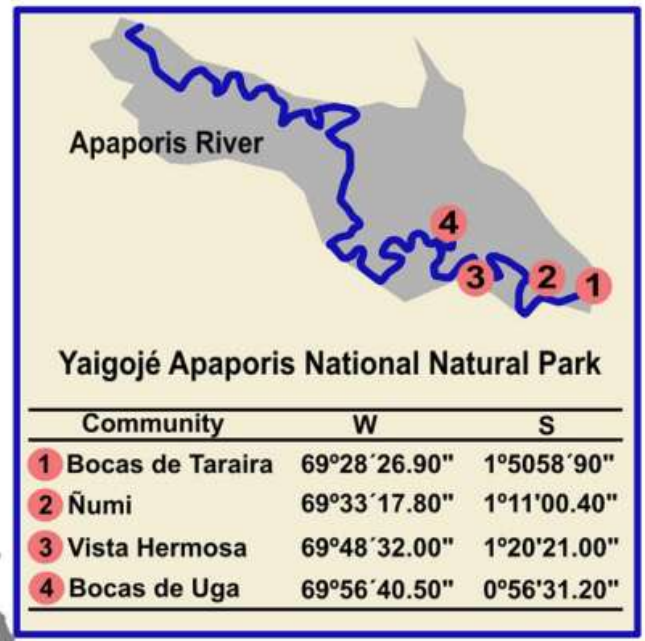 Apaporis River
4
3
2
1
Yaigojé Apaporis National Natural Park
Community W S
1 Bocas de Taraira 69º28´26.90" 1º5058´90"
2 Ñumi 69º33´17.80" 1º11'00.40"
3 Vista Hermosa 69º48´32.00" 1º20'21.00"
4 Bocas de Uga 69º56´40.50" 0º56'31.20"